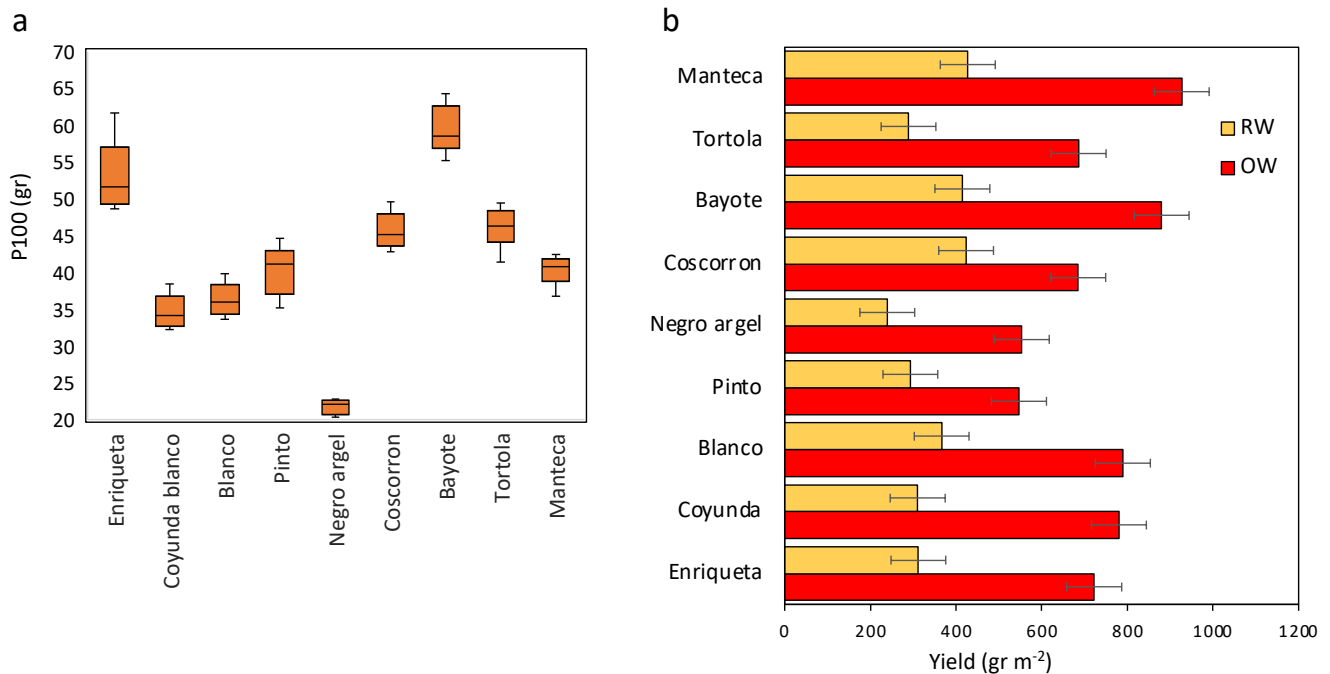 a
70
65
60
55
50
45
40
35
30
25
20
P100 (gr)
Enriqueta
Coyunda blanco
Blanco
Pinto
Negro argel
Coscorron
Bayote
Tortola
Manteca
b
Manteca
Tortola
Bayote
Coscorron
Negro argel
Pinto
Blanco
Coyunda
Enriqueta
RW
OW
0 200 400 600 800 1000 1200
Yield (gr m⁻²)